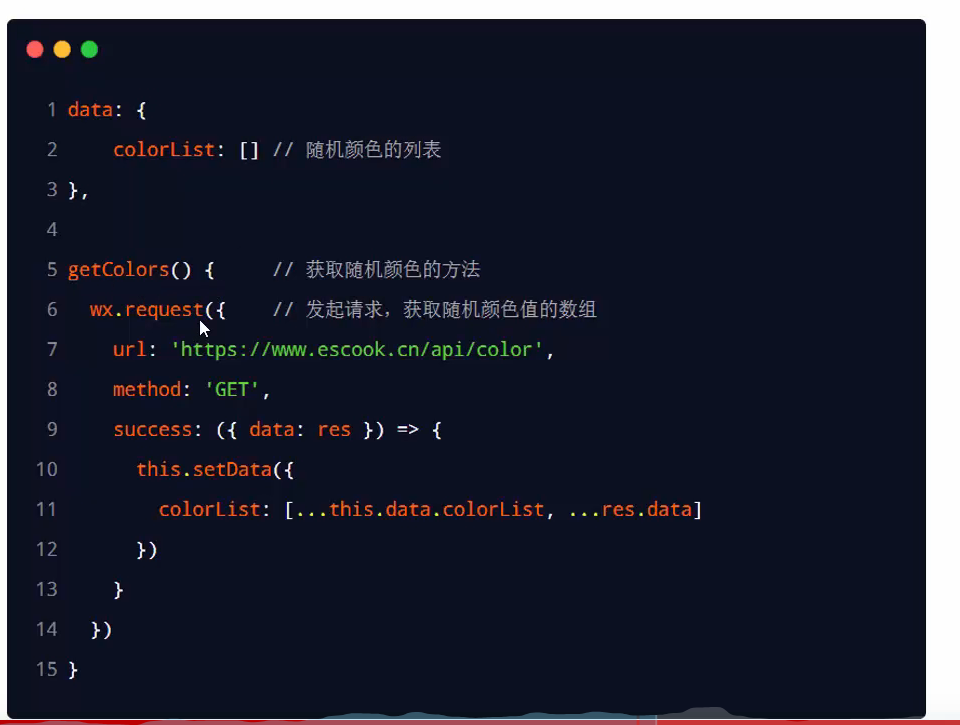 1 data: {
2     colorList: [] // 随机颜色的列表
3 },
4
5 getColors() {     // 获取随机颜色的方法
6   wx.request({    // 发起请求，获取随机颜色值的数组
7     url: 'https://www.escook.cn/api/color',
8     method: 'GET',
9     success: ({ data: res }) => {
10       this.setData({
11         colorList: [...this.data.colorList, ...res.data]
12       })
13     }
14   })
15 }